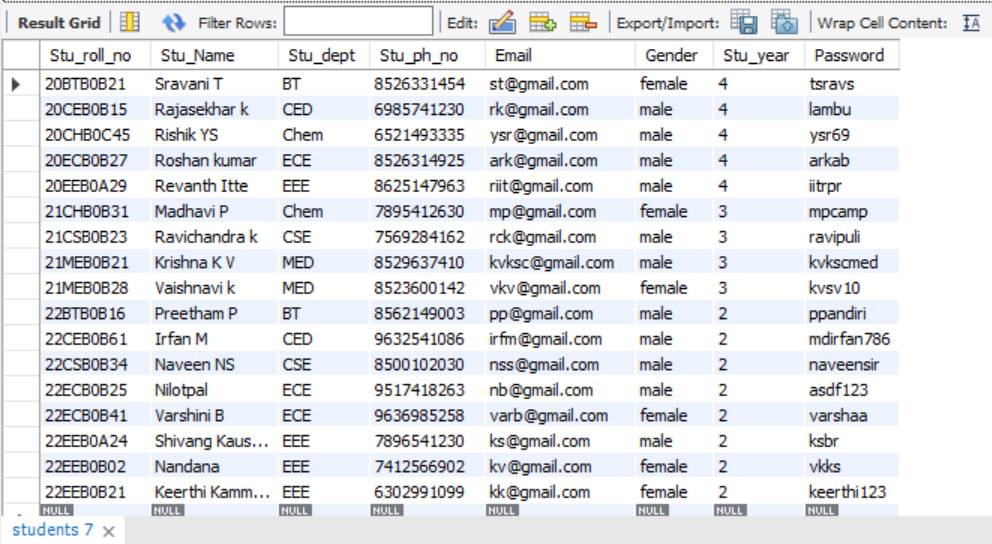 Result Grid Filter Rows: Edit: Export/Import: Wrap Cell Content:
Stu_roll_no Stu_Name Stu_dept Stu_ph_no Email Gender Stu_year Password
20BTB0B21 Sravani T BT 8526331454 st@gmail.com female 4 tsravs
20CEB0B15 Rajasekhar k CED 6985741230 rk@gmail.com male 4 lambu
20CHB0C45 Rishik YS Chem 6521493335 ysr@gmail.com male 4 ysr69
20ECB0B27 Roshan kumar ECE 8526314925 ark@gmail.com male 4 arkab
20EEB0A29 Revanth Itte EEE 8625147963 riit@gmail.com male 4 iitrpr
21CHB0B31 Madhavi P Chem 7895412630 mp@gmail.com female 3 mpcamp
21CSB0B23 Ravichandra k CSE 7569284162 rck@gmail.com male 3 ravipuli
21MEB0B21 Krishna K V MED 8529637410 kvksc@gmail.com male 3 kvkscmed
21MEB0B28 Vaishnavi k MED 8523600142 vkv@gmail.com female 3 kvsv10
22BTB0B16 Preetham P BT 8562149003 pp@gmail.com male 2 ppandiri
22CEB0B61 Irfan M CED 9632541086 irfm@gmail.com male 2 mdirfan786
22CSB0B34 Naveen NS CSE 8500102030 nss@gmail.com male 2 naveensir
22ECB0B25 Nilotpal ECE 9517418263 nb@gmail.com male 2 asdf123
22ECB0B41 Varshini B ECE 9636985258 varb@gmail.com female 2 varshaa
22EEB0A24 Shivang Kaus... EEE 7896541230 ks@gmail.com male 2 ksbr
22EEB0B02 Nandana EEE 7412566902 kv@gmail.com female 2 vkks
22EEB0B21 Keerthi Kamm... EEE 6302991099 kk@gmail.com female 2 keerthi123
NULL NULL NULL NULL NULL NULL NULL NULL
students 7